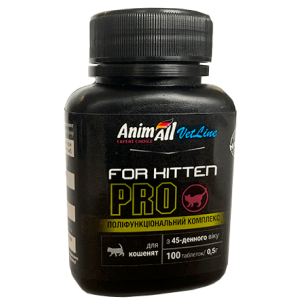 AnimAll VetLine
EXPERT CHOICE
FOR KITTEN
PRO
ПОЛІФУНКЦІОНАЛЬНИЙ КОМПЛЕКС
для кошенят
з 45-денного віку
100 таблеток/ 0,5г